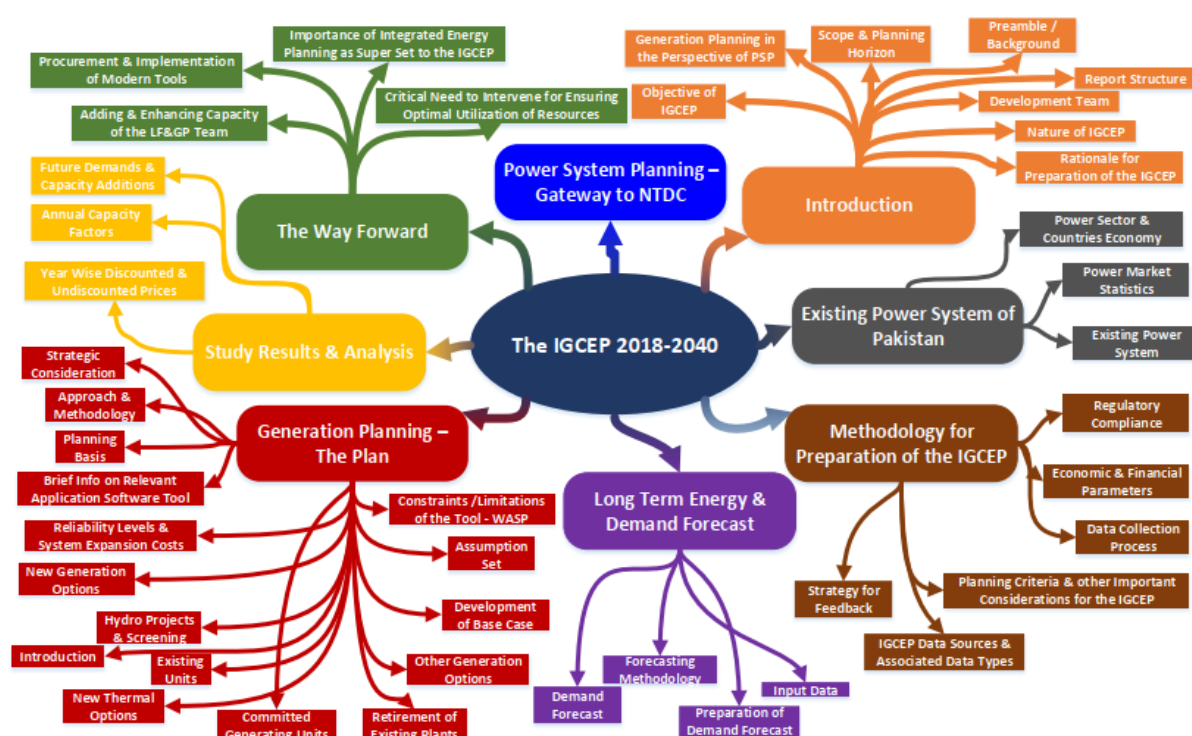 Importance of Integrated Energy
Planning as Super Set to the IGCEP
Procurement & Implementation
of Modern Tools
Critical Need to Intervene for Ensuring
Optimal Utilization of Resources
Adding & Enhancing Capacity
of the LF&GP Team
The Way Forward
Power System Planning –
Gateway to NTDC
Generation Planning in
the Perspective of PSP
Scope & Planning
Horizon
Preamble /
Background
Report Structure
Objective of
IGCEP
Development Team
Nature of IGCEP
Rationale for
Preparation of the IGCEP
Introduction
Future Demands &
Capacity Additions
Annual Capacity
Factors
Year Wise Discounted &
Undiscounted Prices
Study Results & Analysis
The IGCEP 2018-2040
Power Sector &
Countries Economy
Power Market
Statistics
Existing Power
System
Existing Power System of
Pakistan
Strategic
Consideration
Approach &
Methodology
Planning
Basis
Brief Info on Relevant
Application Software Tool
Generation Planning –
The Plan
Reliability Levels &
System Expansion Costs
New Generation
Options
Hydro Projects
& Screening
Introduction
Existing
Units
New Thermal
Options
Committed
Generating Units
Retirement of
Existing Plants
Constraints /Limitations
of the Tool - WASP
Assumption
Set
Development
of Base Case
Other Generation
Options
Long Term Energy &
Demand Forecast
Demand
Forecast
Forecasting
Methodology
Preparation of
Demand Forecast
Input Data
Methodology for
Preparation of the IGCEP
Regulatory
Compliance
Economic & Financial
Parameters
Data Collection
Process
Planning Criteria & other Important
Considerations for the IGCEP
Strategy for
Feedback
IGCEP Data Sources &
Associated Data Types